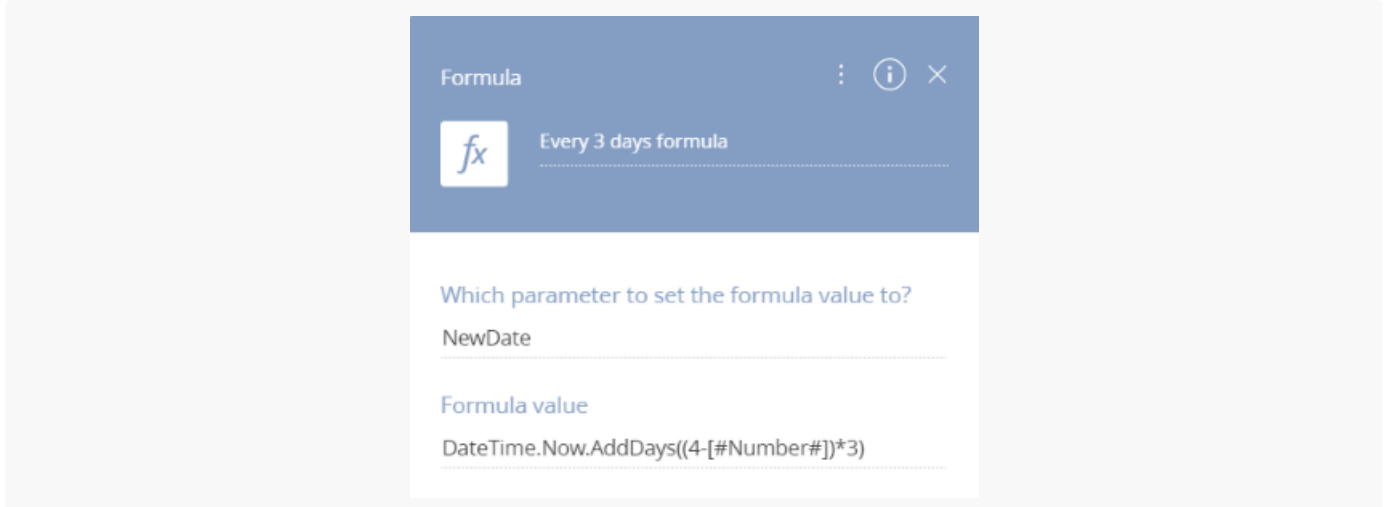 Formula
fx
Every 3 days formula
Which parameter to set the formula value to?
NewDate
Formula value
DateTime.Now.AddDays((4-[#Number#])*3)